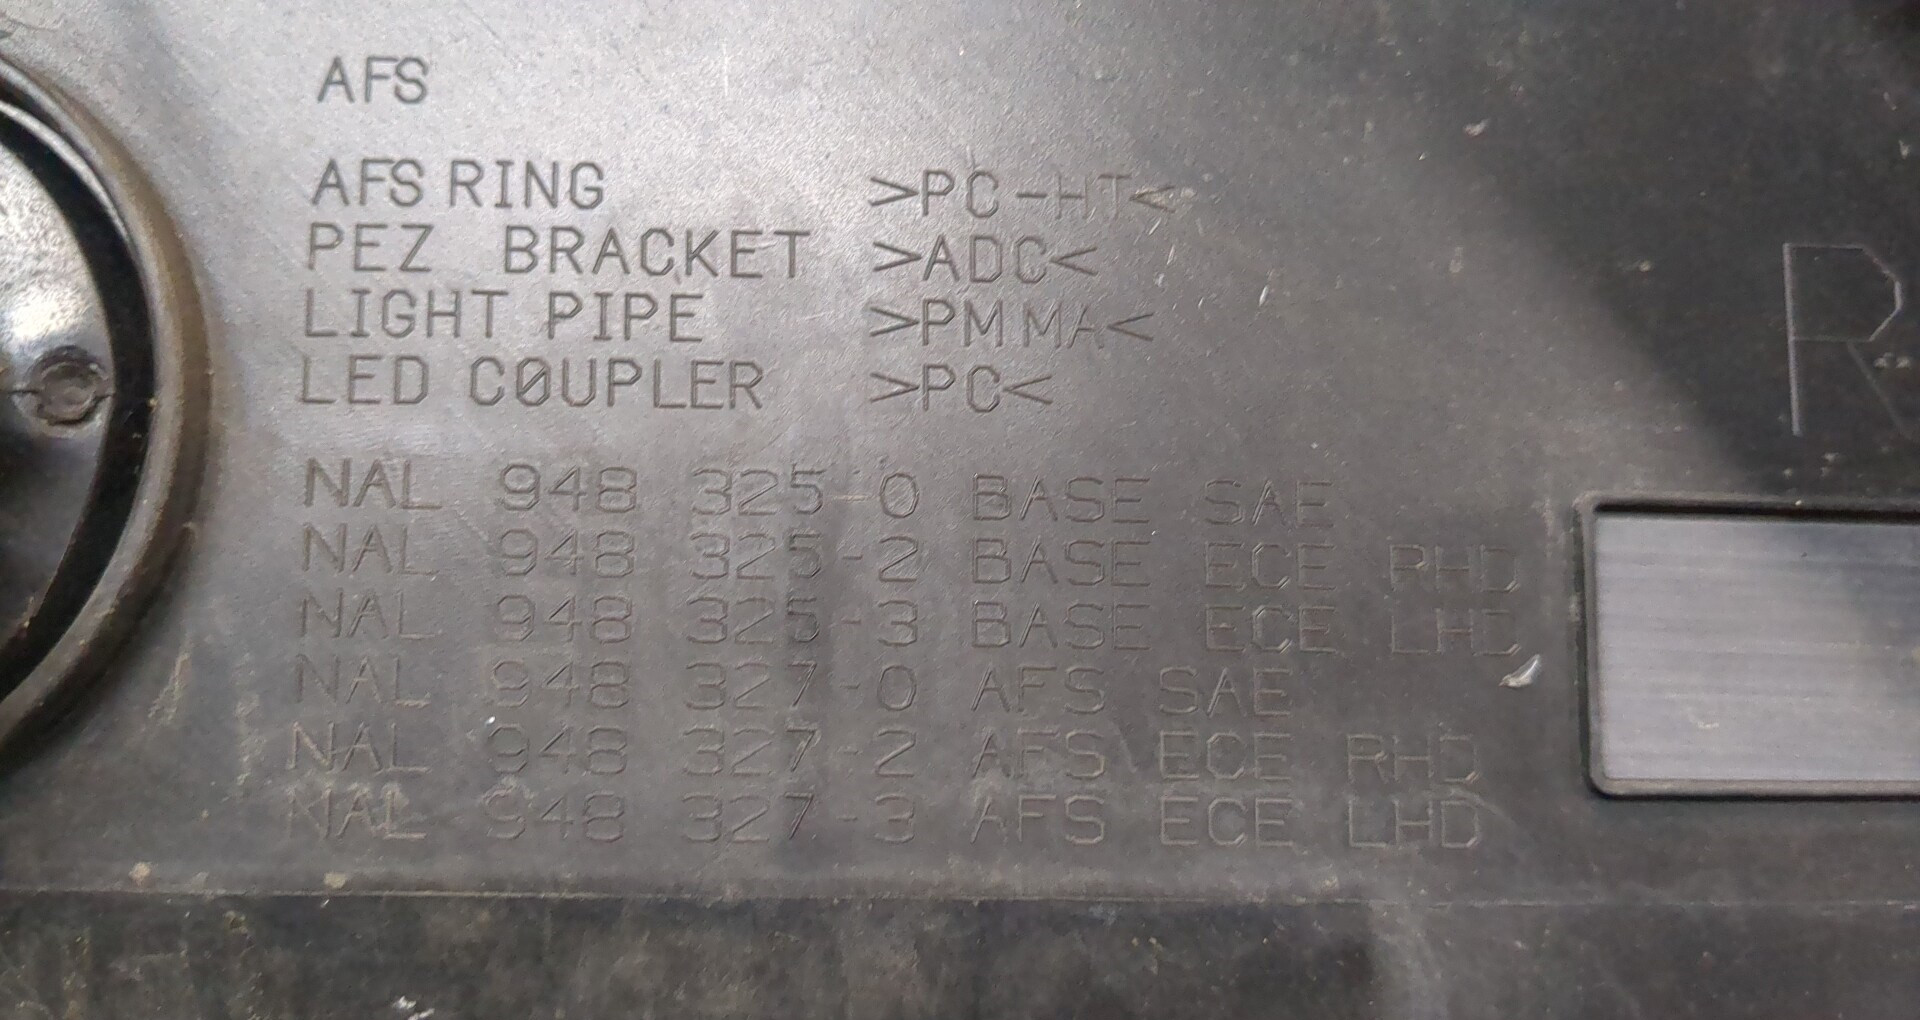 AFS
AFS RING >PC-HT<
PEZ BRACKET >ADC<
LIGHT PIPE >PMMA<
LED COUPLER >PC<
NAL 948 325-0 BASE SAE
NAL 948 325-2 BASE ECE RHD
NAL 948 325-3 BASE ECE LHD
NAL 948 327-0 AFS SAE
NAL 948 327-2 AFS ECE RHD
NAL 948 327-3 AFS ECE LHD
R